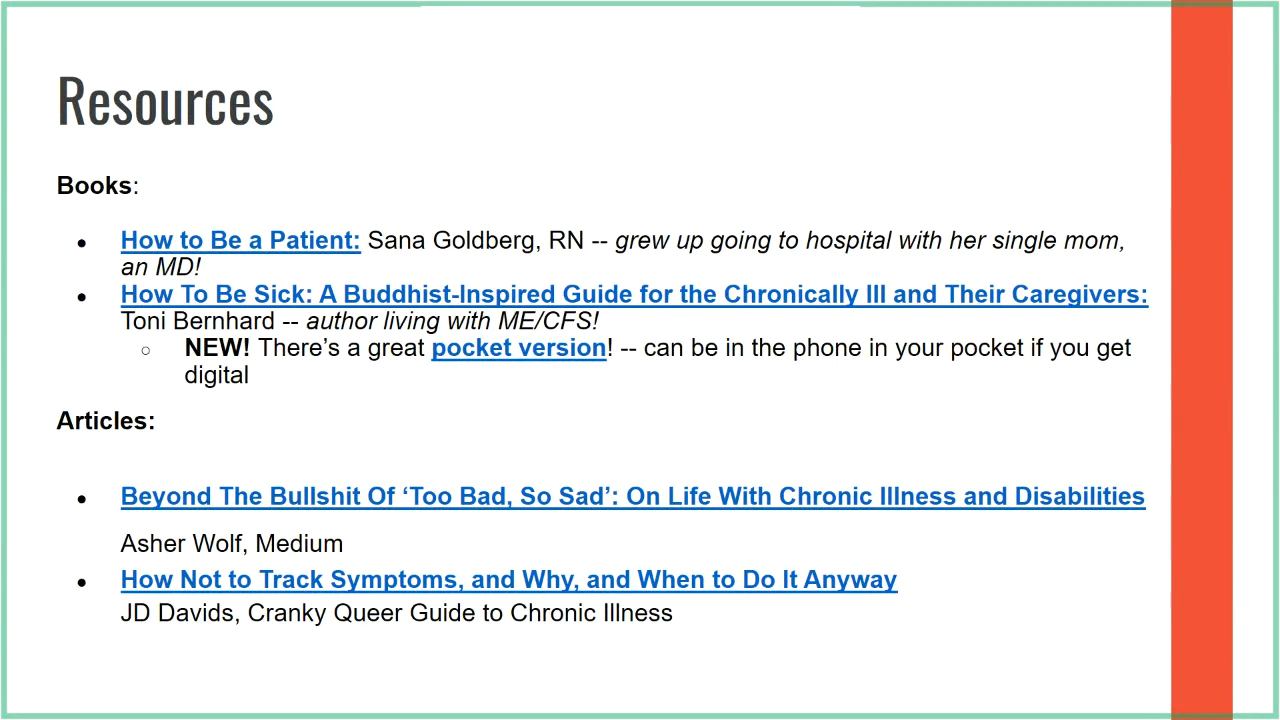 Resources
Books:
● How to Be a Patient: Sana Goldberg, RN -- grew up going to hospital with her single mom,
an MD!
● How To Be Sick: A Buddhist-Inspired Guide for the Chronically Ill and Their Caregivers:
Toni Bernhard -- author living with ME/CFS!
○ NEW! There’s a great pocket version! -- can be in the phone in your pocket if you get
digital
Articles:
● Beyond The Bullshit Of ‘Too Bad, So Sad’: On Life With Chronic Illness and Disabilities
Asher Wolf, Medium
● How Not to Track Symptoms, and Why, and When to Do It Anyway
JD Davids, Cranky Queer Guide to Chronic Illness